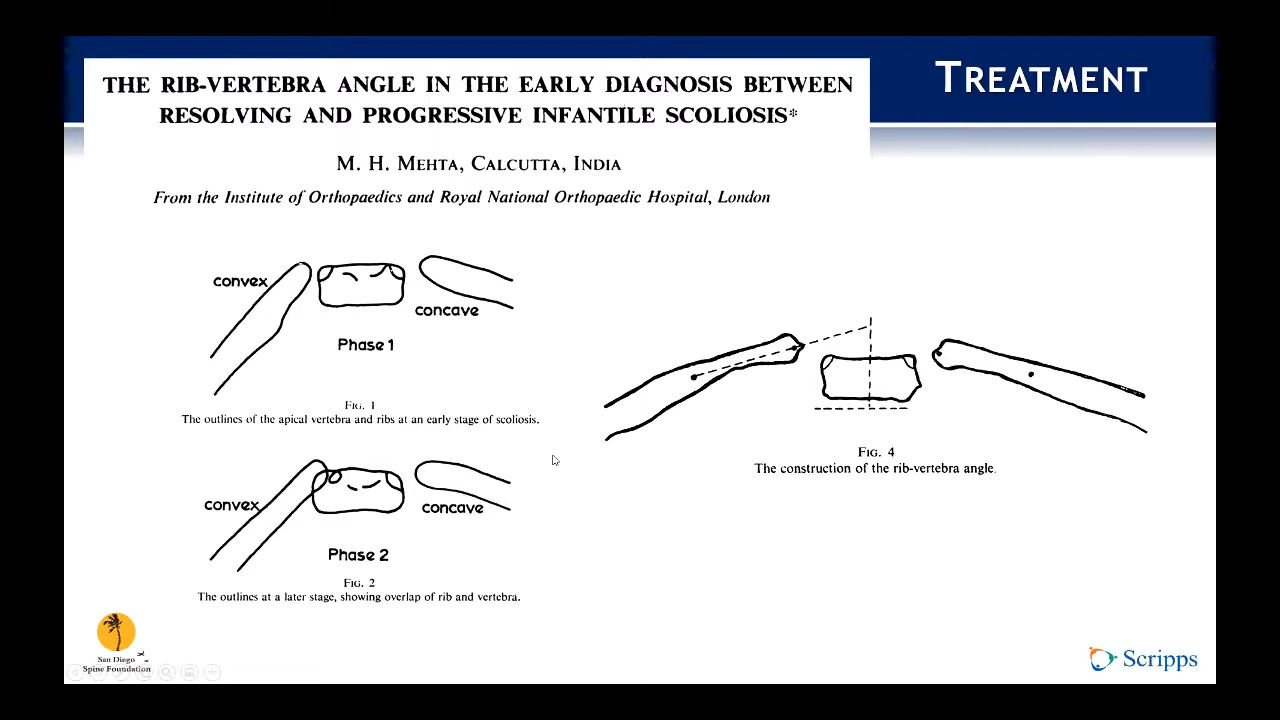 TREATMENT
THE RIB-VERTEBRA ANGLE IN THE EARLY DIAGNOSIS BETWEEN
RESOLVING AND PROGRESSIVE INFANTILE SCOLIOSIS*
M. H. MEHTA, CALCUTTA, INDIA
From the Institute of Orthopaedics and Royal National Orthopaedic Hospital, London
convex
concave
Phase 1
FIG. 1
The outlines of the apical vertebra and ribs at an early stage of scoliosis.
convex
concave
Phase 2
FIG. 2
The outlines at a later stage, showing overlap of rib and vertebra.
FIG. 4
The construction of the rib-vertebra angle.
San Diego
Spine Foundation
Scripps